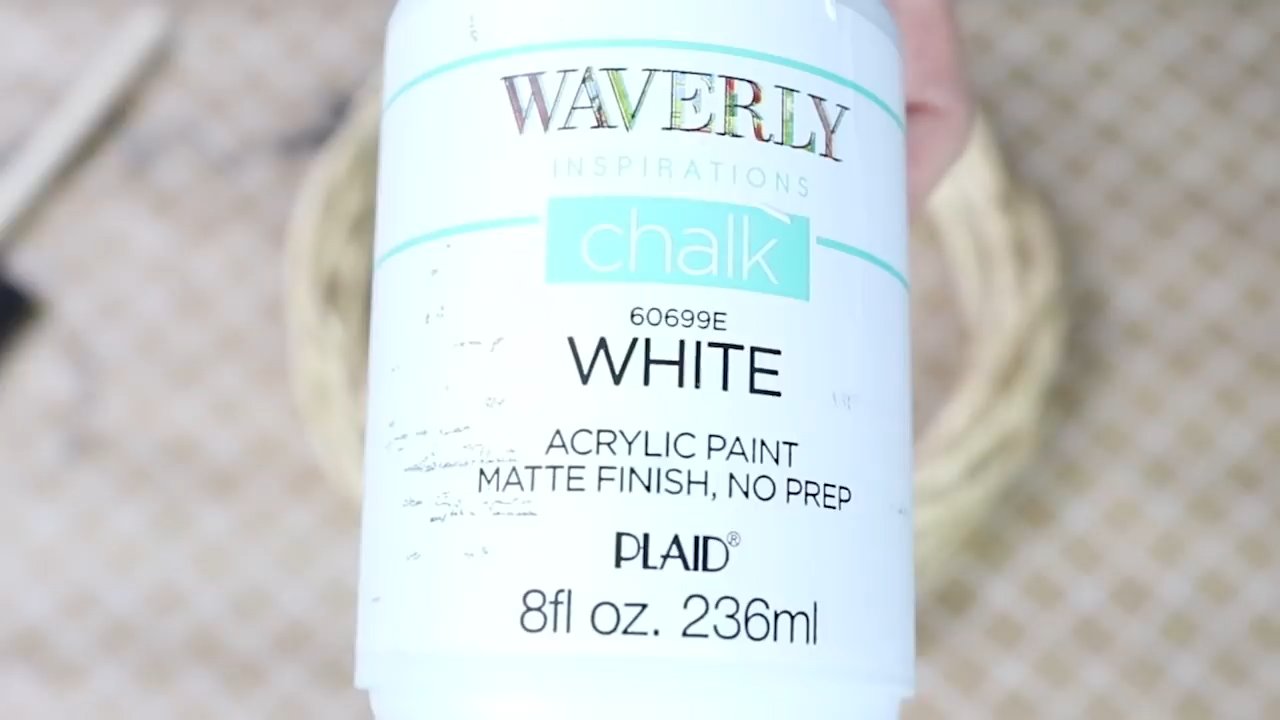 WAVERLY
INSPIRATIONS
chalk
60699E
WHITE
ACRYLIC PAINT
MATTE FINISH, NO PREP
PLAID®
8fl oz. 236ml